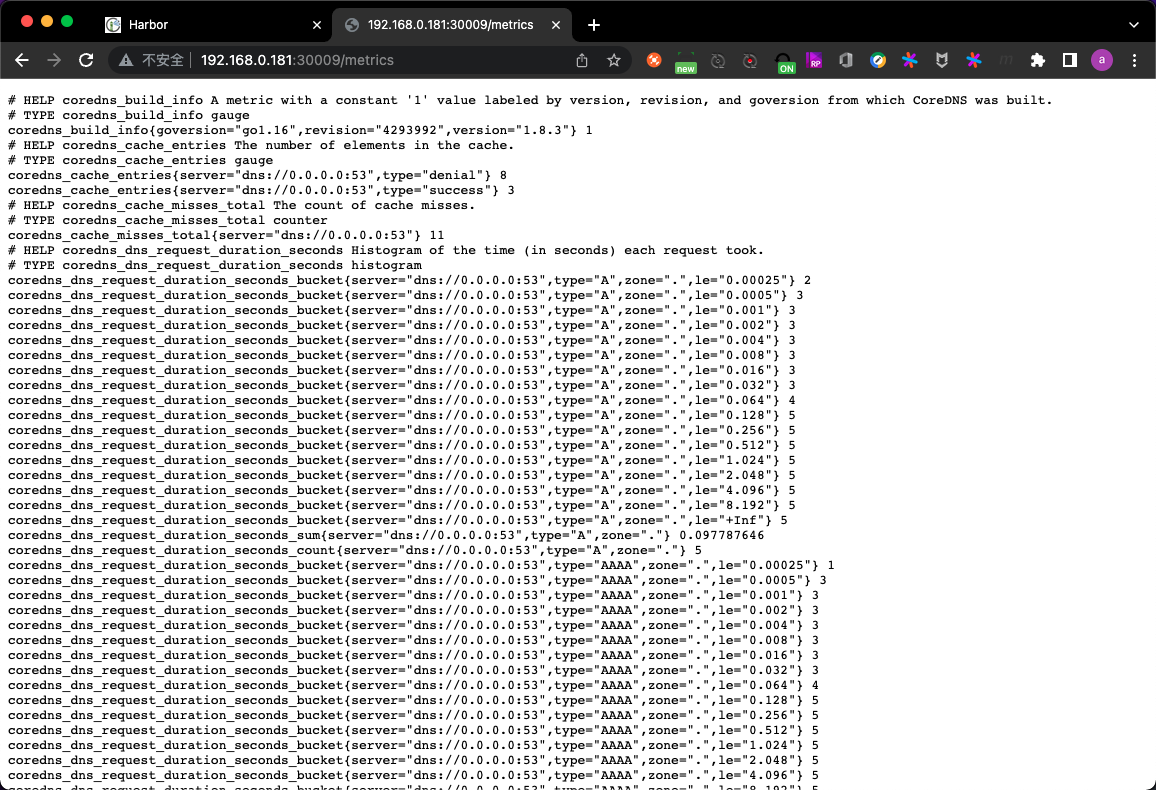 Harbor
192.168.0.181:30009/metrics
不安全 192.168.0.181:30009/metrics
new
ON
RP
a
# HELP coredns_build_info A metric with a constant '1' value labeled by version, revision, and goversion from which CoreDNS was built.
# TYPE coredns_build_info gauge
coredns_build_info{goversion="go1.16",revision="4293992",version="1.8.3"} 1
# HELP coredns_cache_entries The number of elements in the cache.
# TYPE coredns_cache_entries gauge
coredns_cache_entries{server="dns://0.0.0.0:53",type="denial"} 8
coredns_cache_entries{server="dns://0.0.0.0:53",type="success"} 3
# HELP coredns_cache_misses_total The count of cache misses.
# TYPE coredns_cache_misses_total counter
coredns_cache_misses_total{server="dns://0.0.0.0:53"} 11
# HELP coredns_dns_request_duration_seconds Histogram of the time (in seconds) each request took.
# TYPE coredns_dns_request_duration_seconds histogram
coredns_dns_request_duration_seconds_bucket{server="dns://0.0.0.0:53",type="A",zone=".",le="0.00025"} 2
coredns_dns_request_duration_seconds_bucket{server="dns://0.0.0.0:53",type="A",zone=".",le="0.0005"} 3
coredns_dns_request_duration_seconds_bucket{server="dns://0.0.0.0:53",type="A",zone=".",le="0.001"} 3
coredns_dns_request_duration_seconds_bucket{server="dns://0.0.0.0:53",type="A",zone=".",le="0.002"} 3
coredns_dns_request_duration_seconds_bucket{server="dns://0.0.0.0:53",type="A",zone=".",le="0.004"} 3
coredns_dns_request_duration_seconds_bucket{server="dns://0.0.0.0:53",type="A",zone=".",le="0.008"} 3
coredns_dns_request_duration_seconds_bucket{server="dns://0.0.0.0:53",type="A",zone=".",le="0.016"} 3
coredns_dns_request_duration_seconds_bucket{server="dns://0.0.0.0:53",type="A",zone=".",le="0.032"} 3
coredns_dns_request_duration_seconds_bucket{server="dns://0.0.0.0:53",type="A",zone=".",le="0.064"} 4
coredns_dns_request_duration_seconds_bucket{server="dns://0.0.0.0:53",type="A",zone=".",le="0.128"} 5
coredns_dns_request_duration_seconds_bucket{server="dns://0.0.0.0:53",type="A",zone=".",le="0.256"} 5
coredns_dns_request_duration_seconds_bucket{server="dns://0.0.0.0:53",type="A",zone=".",le="0.512"} 5
coredns_dns_request_duration_seconds_bucket{server="dns://0.0.0.0:53",type="A",zone=".",le="1.024"} 5
coredns_dns_request_duration_seconds_bucket{server="dns://0.0.0.0:53",type="A",zone=".",le="2.048"} 5
coredns_dns_request_duration_seconds_bucket{server="dns://0.0.0.0:53",type="A",zone=".",le="4.096"} 5
coredns_dns_request_duration_seconds_bucket{server="dns://0.0.0.0:53",type="A",zone=".",le="8.192"} 5
coredns_dns_request_duration_seconds_bucket{server="dns://0.0.0.0:53",type="A",zone=".",le="+Inf"} 5
coredns_dns_request_duration_seconds_sum{server="dns://0.0.0.0:53",type="A",zone="."} 0.097787646
coredns_dns_request_duration_seconds_count{server="dns://0.0.0.0:53",type="A",zone="."} 5
coredns_dns_request_duration_seconds_bucket{server="dns://0.0.0.0:53",type="AAAA",zone=".",le="0.00025"} 1
coredns_dns_request_duration_seconds_bucket{server="dns://0.0.0.0:53",type="AAAA",zone=".",le="0.0005"} 3
coredns_dns_request_duration_seconds_bucket{server="dns://0.0.0.0:53",type="AAAA",zone=".",le="0.001"} 3
coredns_dns_request_duration_seconds_bucket{server="dns://0.0.0.0:53",type="AAAA",zone=".",le="0.002"} 3
coredns_dns_request_duration_seconds_bucket{server="dns://0.0.0.0:53",type="AAAA",zone=".",le="0.004"} 3
coredns_dns_request_duration_seconds_bucket{server="dns://0.0.0.0:53",type="AAAA",zone=".",le="0.008"} 3
coredns_dns_request_duration_seconds_bucket{server="dns://0.0.0.0:53",type="AAAA",zone=".",le="0.016"} 3
coredns_dns_request_duration_seconds_bucket{server="dns://0.0.0.0:53",type="AAAA",zone=".",le="0.032"} 3
coredns_dns_request_duration_seconds_bucket{server="dns://0.0.0.0:53",type="AAAA",zone=".",le="0.064"} 4
coredns_dns_request_duration_seconds_bucket{server="dns://0.0.0.0:53",type="AAAA",zone=".",le="0.128"} 5
coredns_dns_request_duration_seconds_bucket{server="dns://0.0.0.0:53",type="AAAA",zone=".",le="0.256"} 5
coredns_dns_request_duration_seconds_bucket{server="dns://0.0.0.0:53",type="AAAA",zone=".",le="0.512"} 5
coredns_dns_request_duration_seconds_bucket{server="dns://0.0.0.0:53",type="AAAA",zone=".",le="1.024"} 5
coredns_dns_request_duration_seconds_bucket{server="dns://0.0.0.0:53",type="AAAA",zone=".",le="2.048"} 5
coredns_dns_request_duration_seconds_bucket{server="dns://0.0.0.0:53",type="AAAA",zone=".",le="4.096"} 5
coredns_dns_request_duration_seconds_bucket{server="dns://0.0.0.0:53",type="AAAA",zone=".",le="8.192"} 5